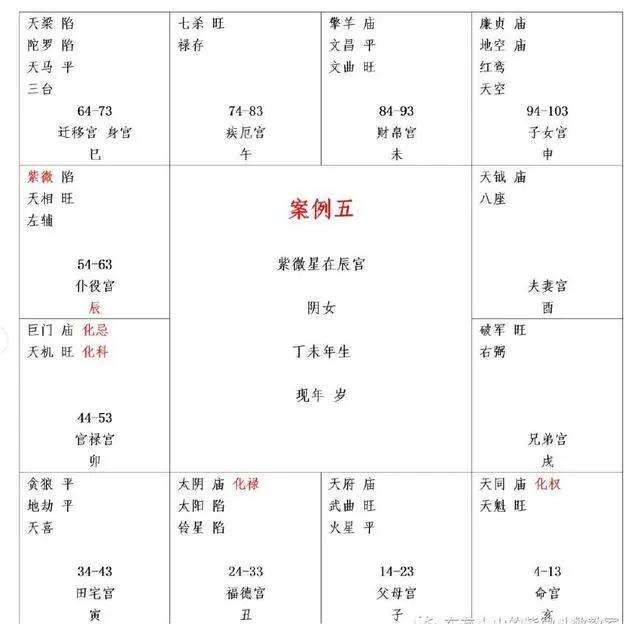 天梁 陷
陀罗 陷
天马 平
三台
64-73
迁移宫 身宫
巳
七杀 旺
禄存
74-83
疾厄宫
午
擎羊 庙
文昌 平
文曲 旺
84-93
财帛宫
未
廉贞 庙
地空 庙
红鸾
天空
94-103
子女宫
申
紫微 陷
天相 旺
左辅
54-63
仆役宫
辰
案例五
紫微星在辰宫
阴女
丁未年生
现年 岁
天钺 庙
八座
夫妻宫
酉
巨门 庙 化忌
天机 旺 化科
44-53
官禄宫
卯
破军 旺
右弼
兄弟宫
戌
贪狼 平
地劫 平
天喜
34-43
田宅宫
寅
太阴 庙 化禄
太阳 陷
铃星 陷
24-33
福德宫
丑
天府 庙
武曲 旺
火星 平
14-23
父母宫
子
天同 庙 化权
天魁 旺
4-13
命宫
亥